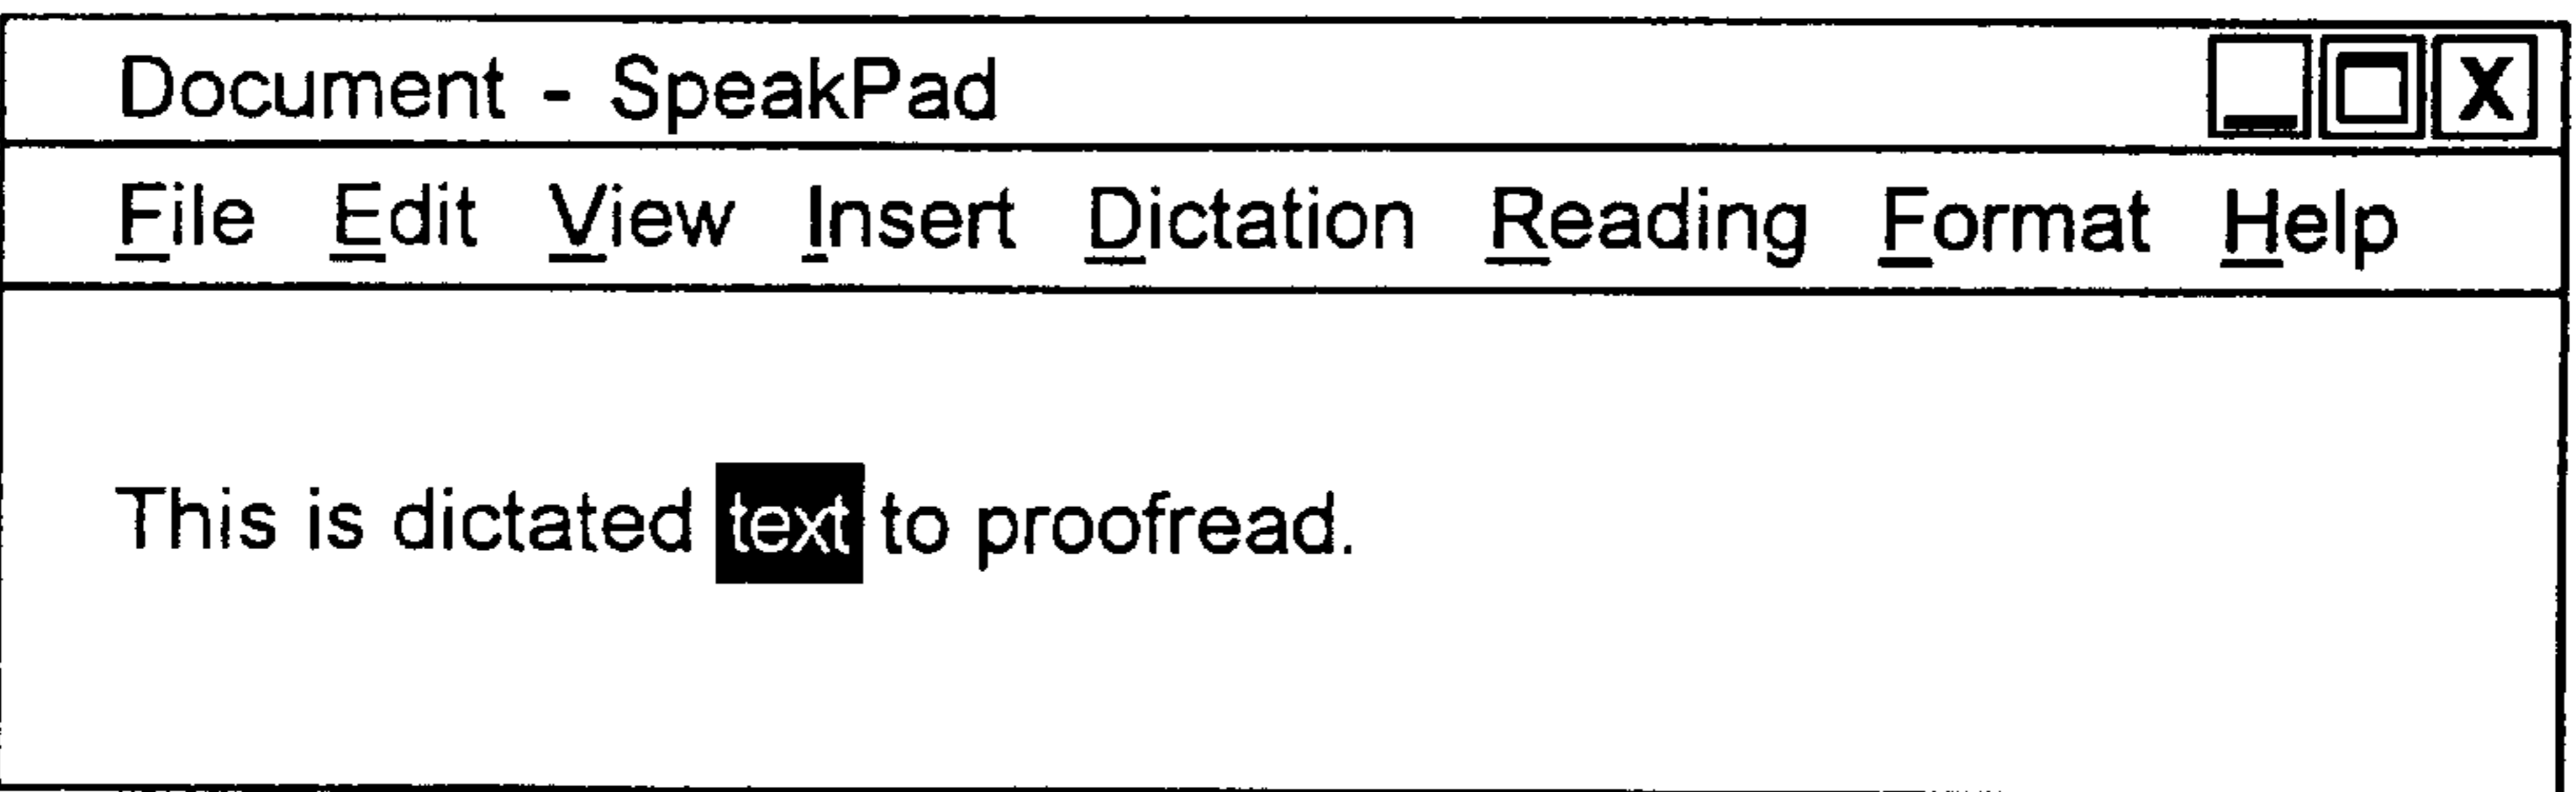 Document - SpeakPad
File Edit View Insert Dictation Reading Format Help
This is dictated text to proofread.